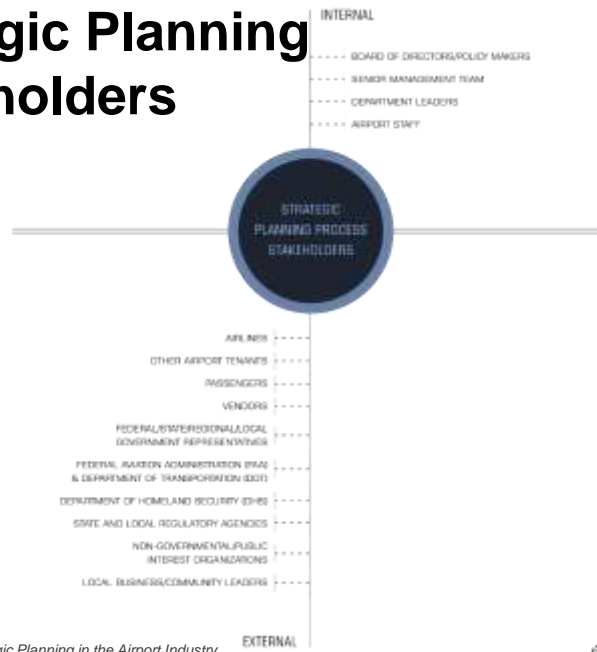 gic Planning
holders
INTERNAL
BOARD OF DIRECTORS/POLICY MAKERS
SENIOR MANAGEMENT TEAM
DEPARTMENT LEADERS
AIRPORT STAFF
STRATEGIC
PLANNING PROCESS
STAKEHOLDERS
AIRLINES
OTHER AIRPORT TENANTS
PASSENGERS
VENDORS
FEDERAL/STATE/REGIONAL/LOCAL
GOVERNMENT REPRESENTATIVES
FEDERAL AVIATION ADMINISTRATION (FAA)
& DEPARTMENT OF TRANSPORTATION (DOT)
DEPARTMENT OF HOMELAND SECURITY (DHS)
STATE AND LOCAL REGULATORY AGENCIES
NON-GOVERNMENTAL/PUBLIC
INTEREST ORGANIZATIONS
LOCAL BUSINESS/COMMUNITY LEADERS
EXTERNAL
gic Planning in the Airport Industry